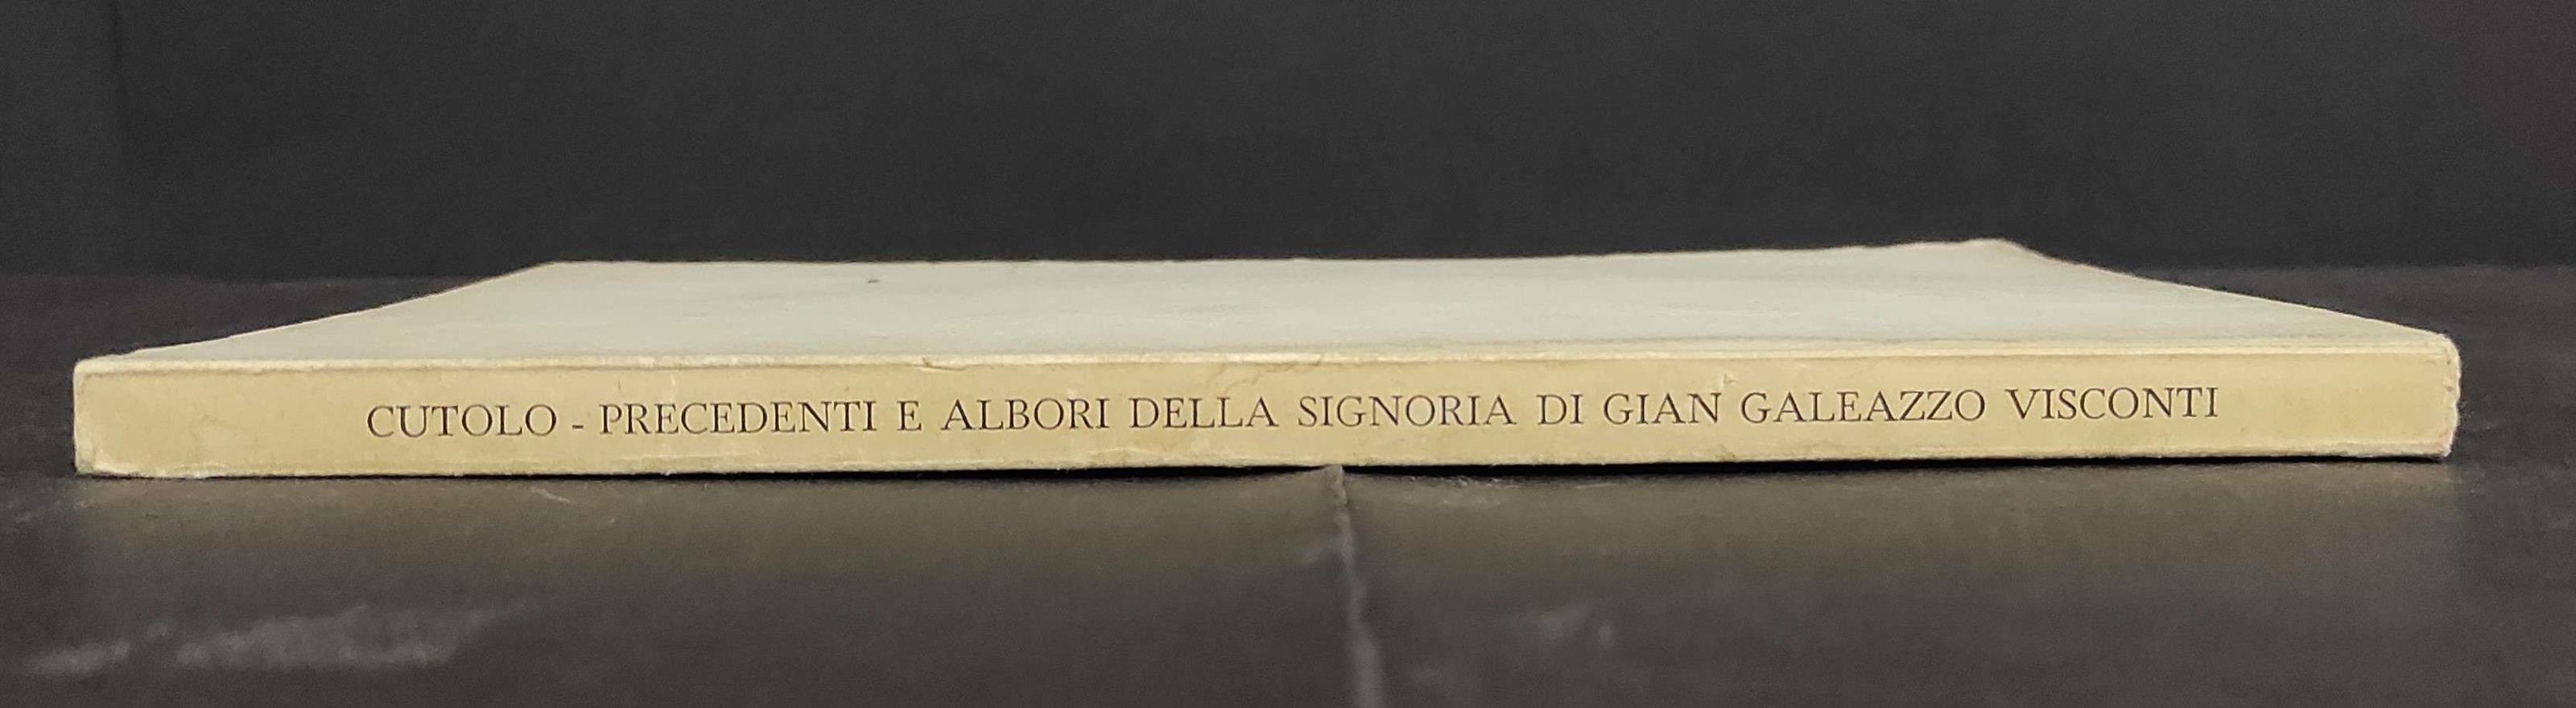 CUTOLO - PRECEDENTI E ALBORI DELLA SIGNORIA DI GIAN GALEAZZO VISCONTI